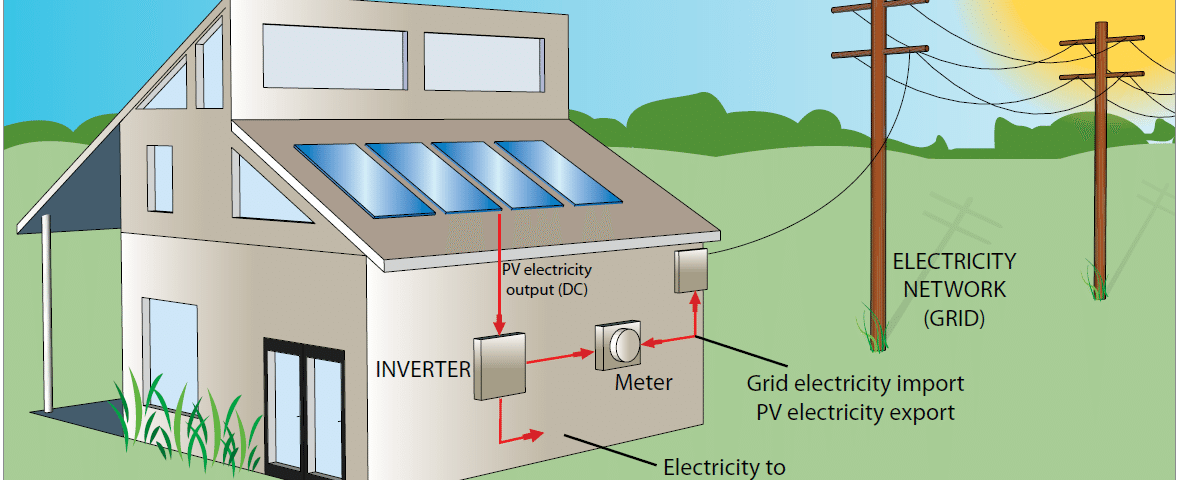 PV electricity
output (DC)
INVERTER
Meter
ELECTRICITY
NETWORK
(GRID)
Grid electricity import
PV electricity export
Electricity to